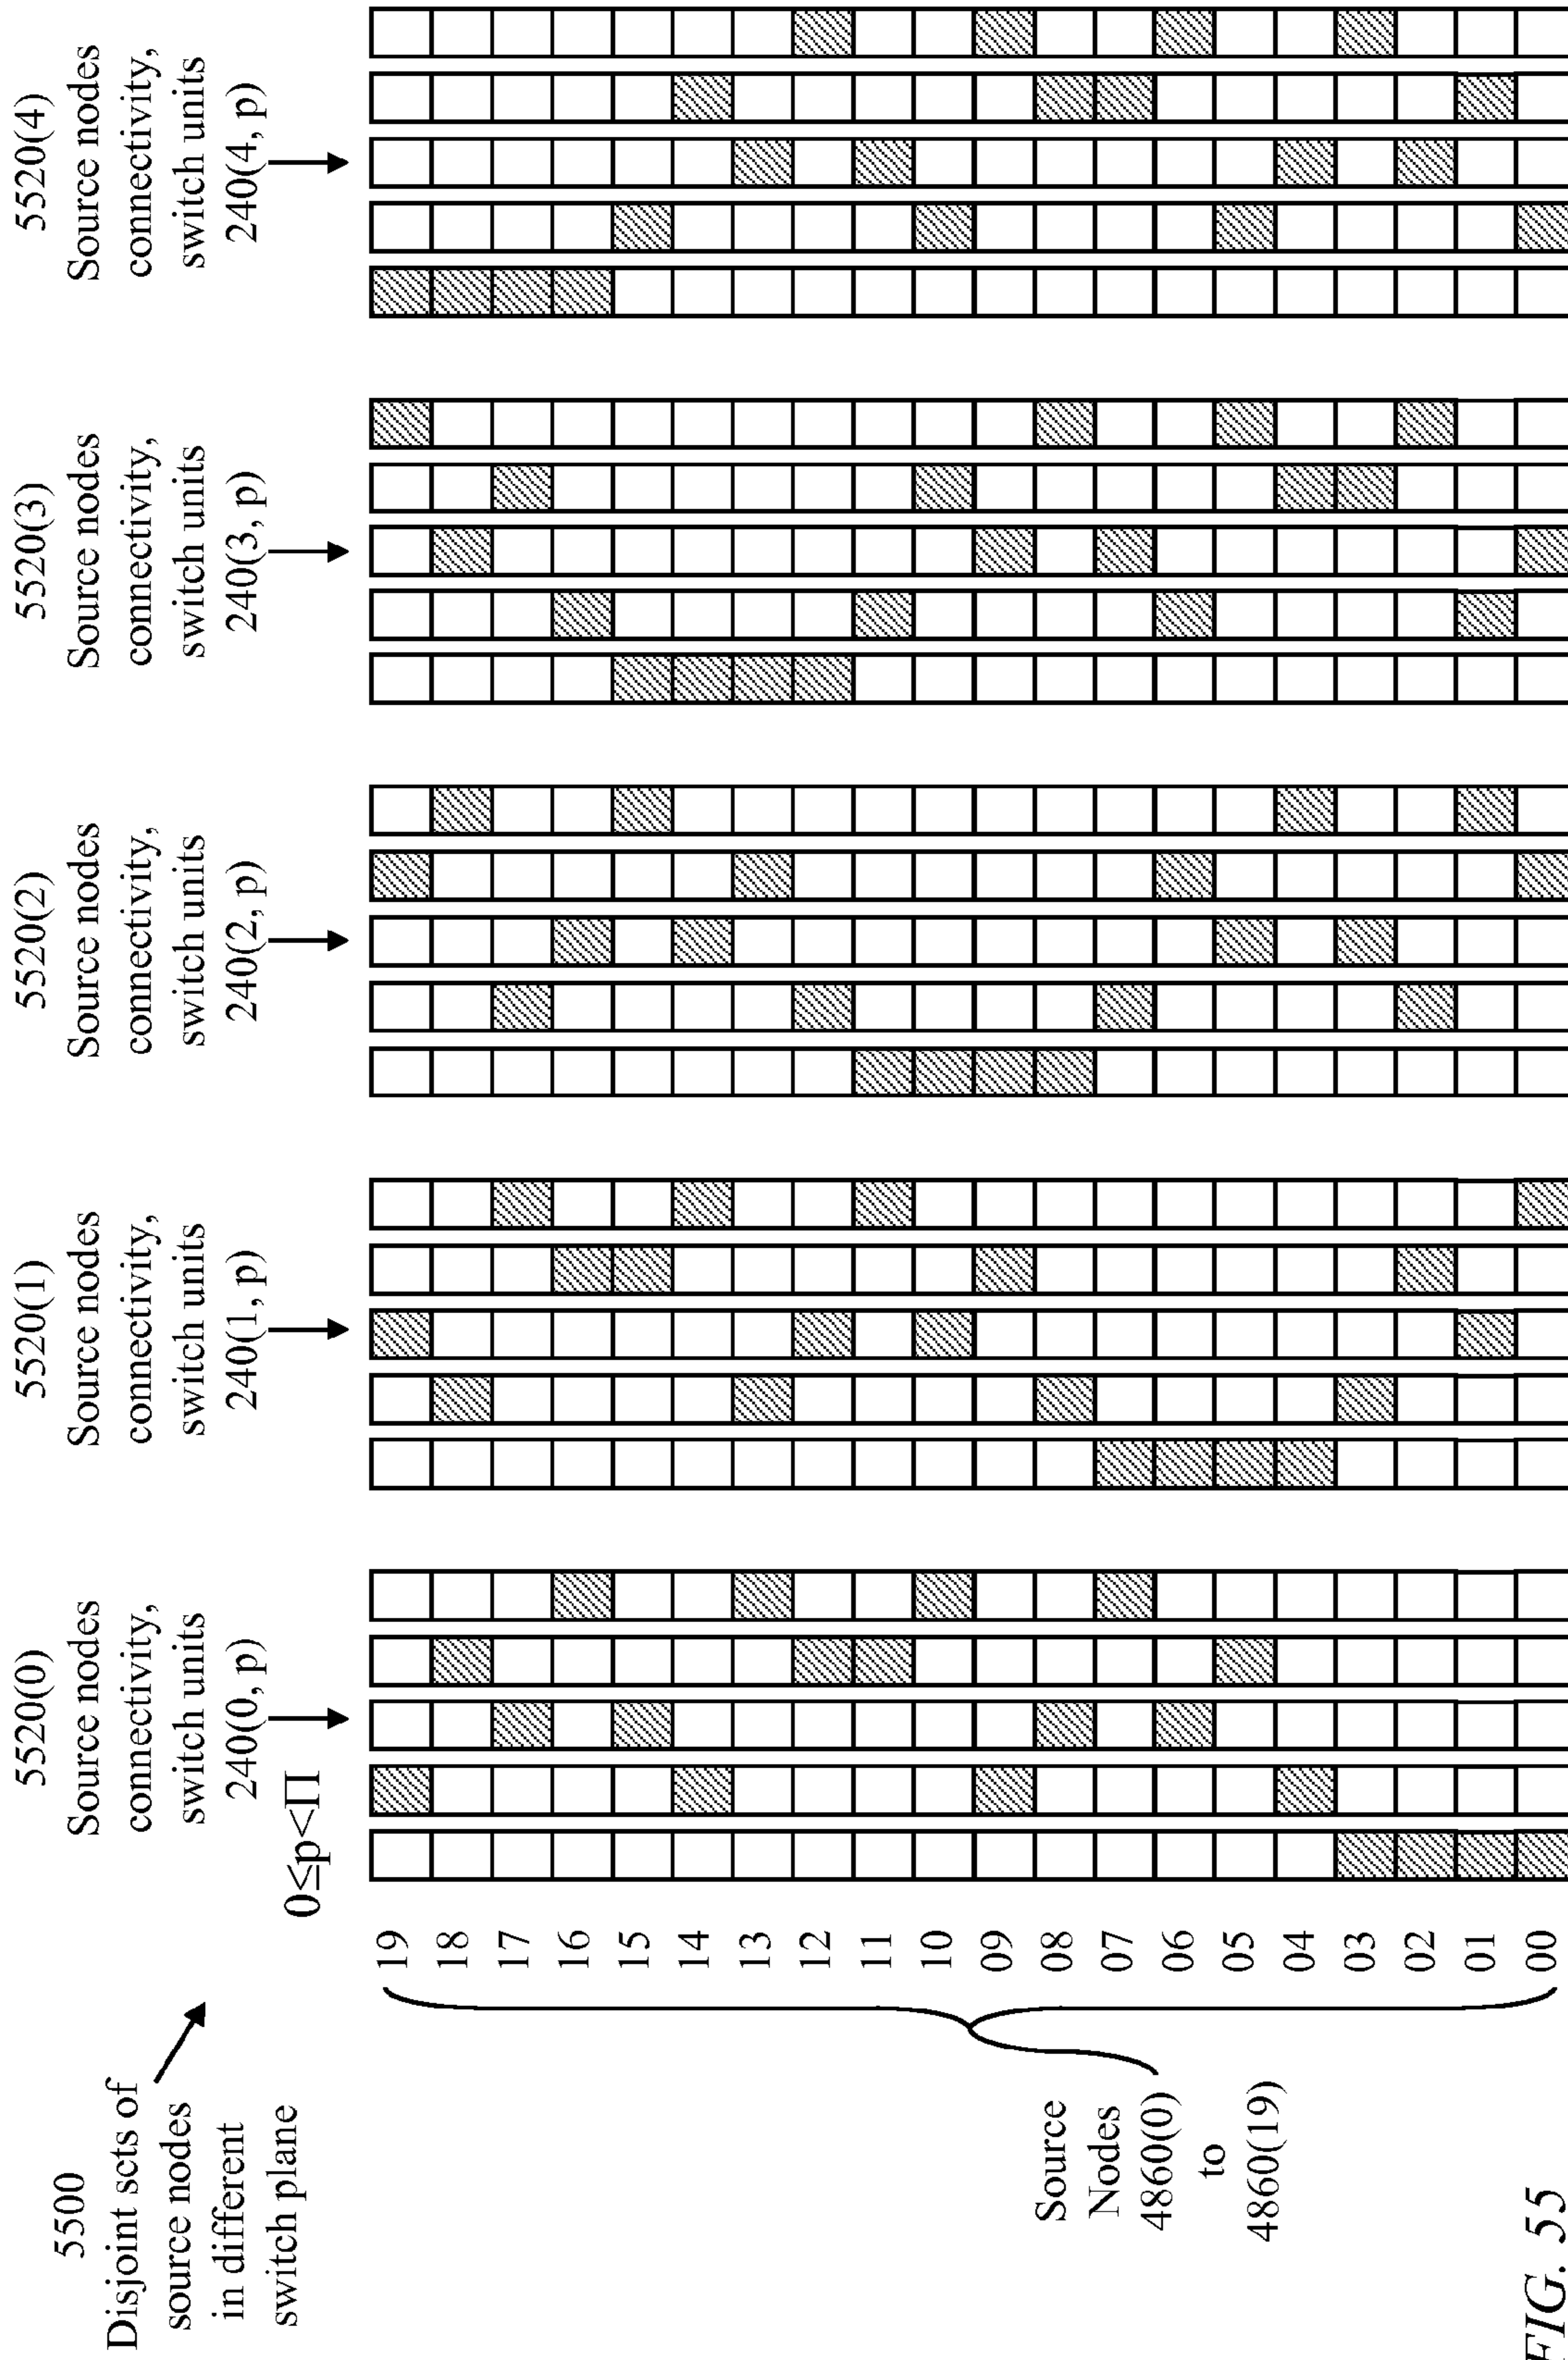 5500
Disjoint scts of
source nodes
in different
switch plane
5520(0)
Source nodes
connectivity,
switch units
240(0, p)
0≤p<Π
5520(1)
Source nodes
connectivity,
switch units
240(1, p)
5520(2)
Source nodes
connectivity,
switch units
240(2, p)
5520(3)
Source nodes
connectivity,
switch units
240(3, p)
5520(4)
Source nodes
connectivity,
switch units
240(4, p)
19
18
17
16
15
14
13
12
11
10
09
08
07
06
05
04
03
02
01
00
Source
Nodes
4860(0)
to
4860(19)
FIG. 55